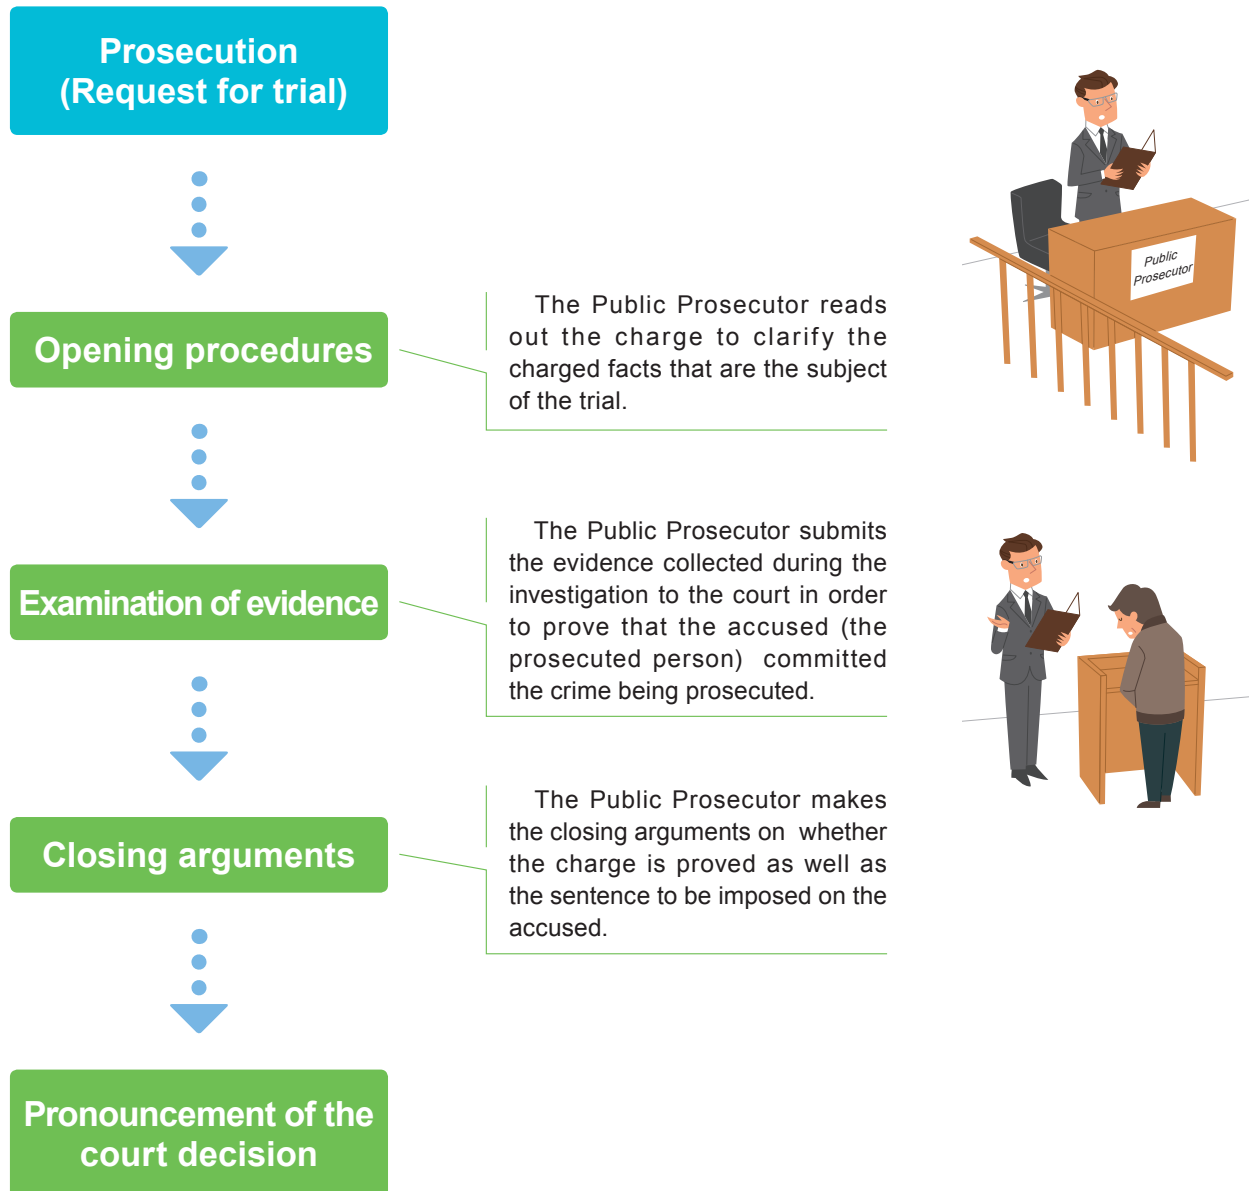 Prosecution
(Request for trial)
Public
Prosecutor
Opening procedures
The Public Prosecutor reads
out the charge to clarify the
charged facts that are the subject
of the trial.
Examination of evidence
The Public Prosecutor submits
the evidence collected during the
investigation to the court in order
to prove that the accused (the
prosecuted person) committed
the crime being prosecuted.
Closing arguments
The Public Prosecutor makes
the closing arguments on whether
the charge is proved as well as
the sentence to be imposed on the
accused.
Pronouncement of the
court decision